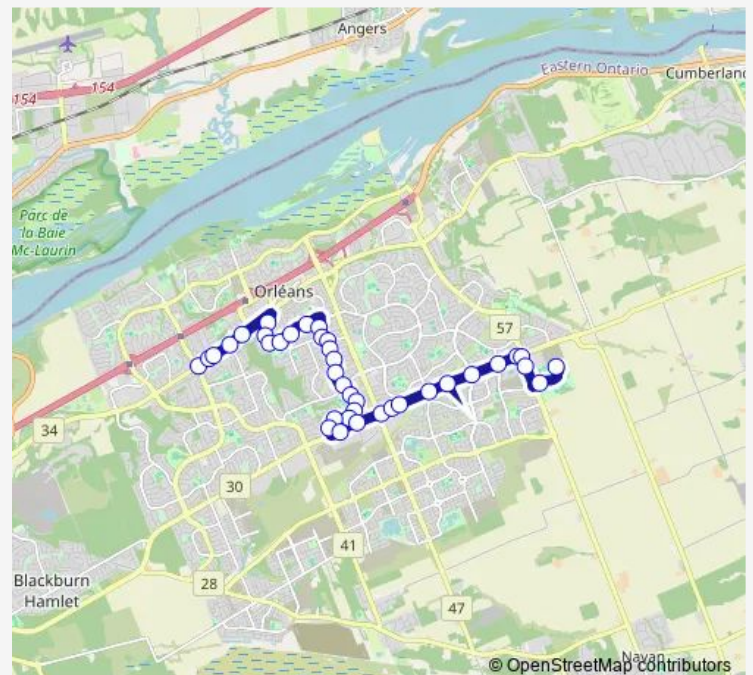 Angers
154
154
Eastern Ontario
Cumberland
Parc de
la Baie
Mc-Laurin
Orléans
57
34
30
41
Blackburn
Hamlet
28
47
Navan
© OpenStreetMap contributors